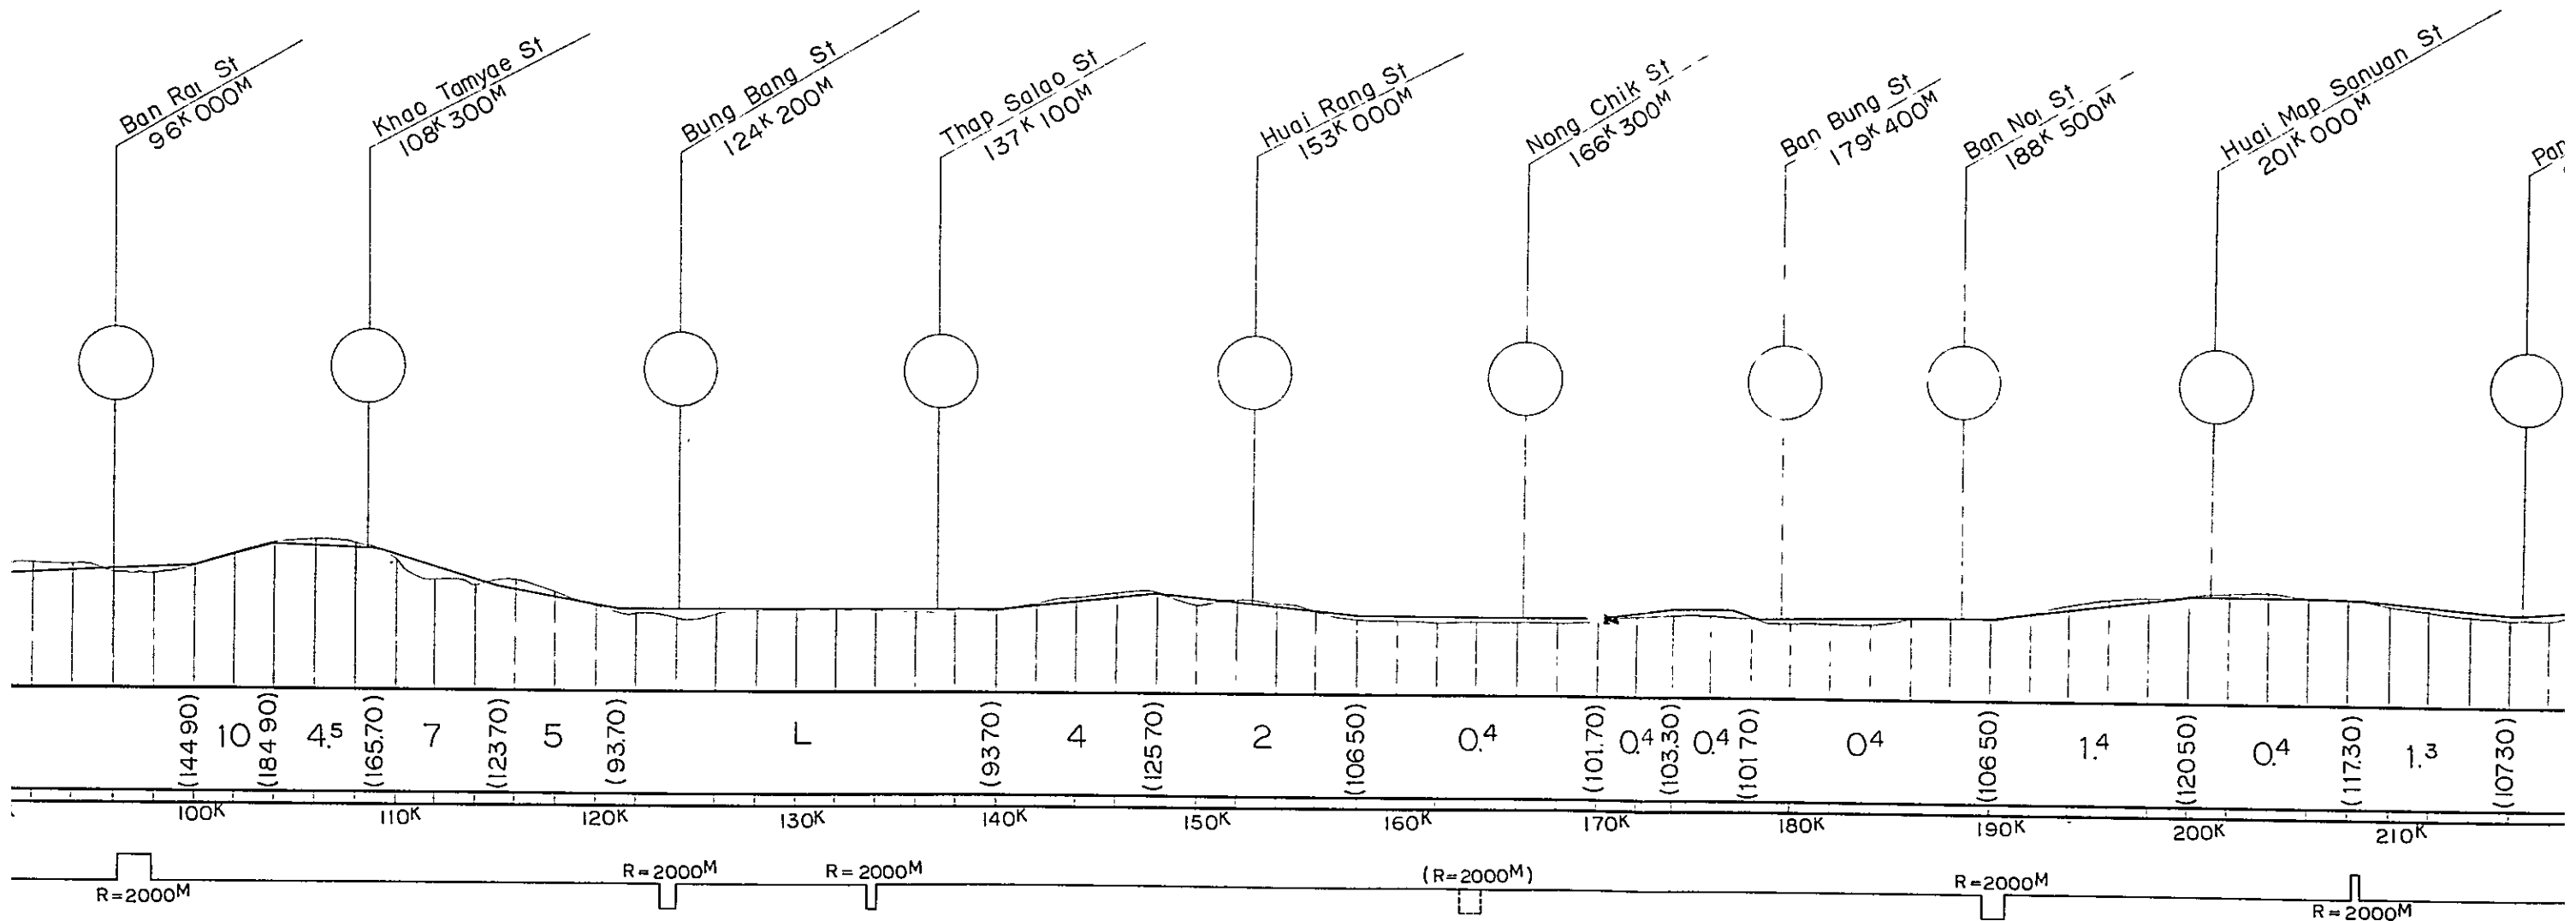 Ban Rai St
96K 000M
Khao Tamyae St
108K 300M
Bung Bang St
124K 200M
Thap Salao St
137K 100M
Huai Rang St
153K 000M
Nong Chik St
166K 300M
Ban Bung St
179K 400M
Ban Noi St
188K 500M
Huai Map Sanuan St
201K 000M
Pan
(144 90) 10 (184 90) 4.5 (165.70) 7 (123 70) 5 (93.70) L (93 70) 4 (125 70) 2 (106 50) 0.4 (101.70) 0.4 (103.30) 0.4 (101 70) 0.4 (106 50) 1.4 (120 50) 0.4 (117.30) 1.3 (107 30)
100K 110K 120K 130K 140K 150K 160K 170K 180K 190K 200K 210K
R=2000M R=2000M R=2000M (R=2000M) R=2000M R=2000M